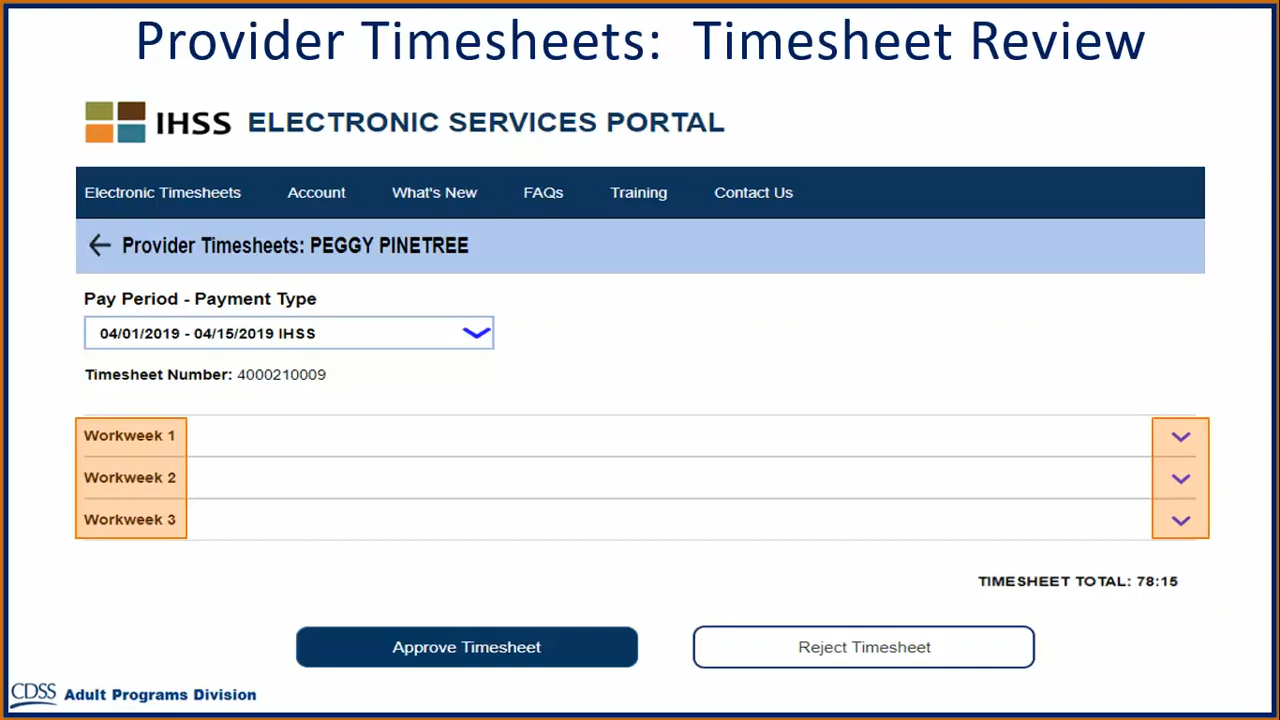 Provider Timesheets: Timesheet Review
IHSS ELECTRONIC SERVICES PORTAL
Electronic Timesheets Account What's New FAQs Training Contact Us
Provider Timesheets: PEGGY PINETREE
Pay Period - Payment Type
04/01/2019 - 04/15/2019 IHSS
Timesheet Number: 4000210009
Workweek 1
Workweek 2
Workweek 3
TIMESHEET TOTAL: 78:15
Approve Timesheet Reject Timesheet
CDSS Adult Programs Division